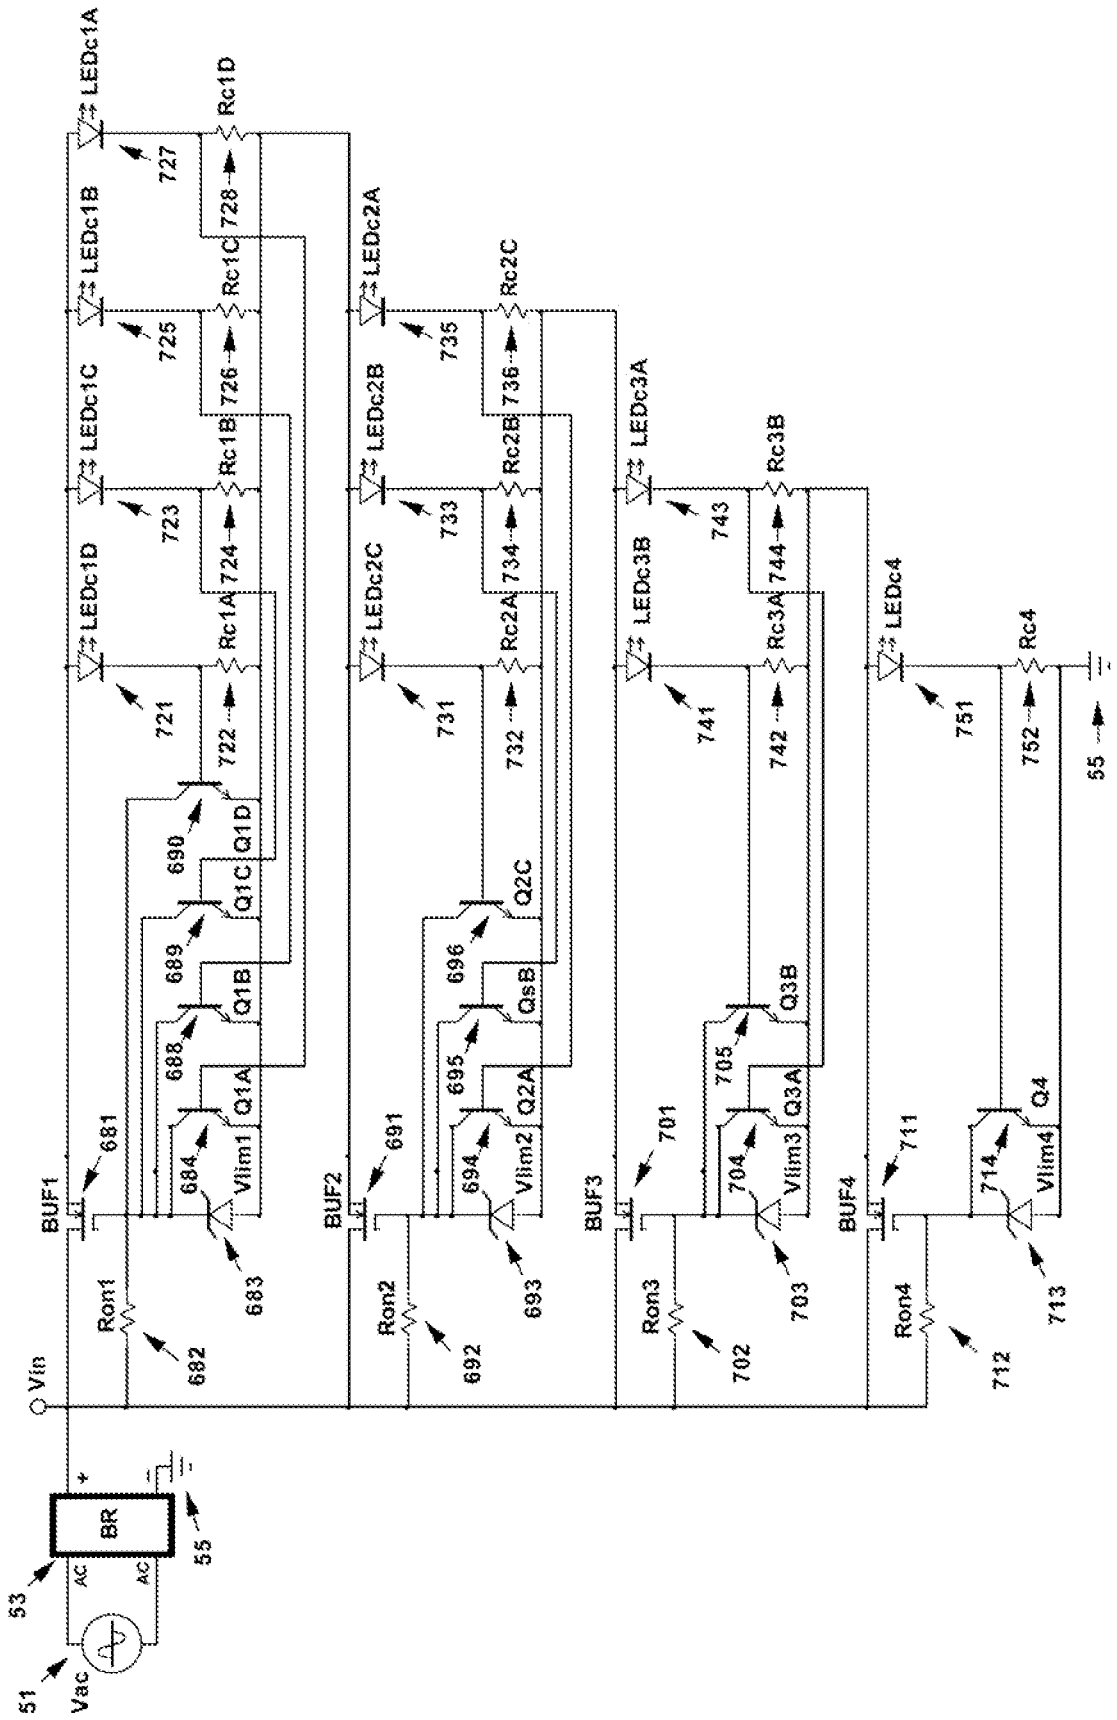 Vac
51
53
AC
AC
BR
+
55
Vin
Ron1
682
BUF1
681
683
Vlim1
684
Q1A
688
Q1B
689
Q1C
690
Q1D
721
LEDc1D
722
Rc1A
723
LEDc1C
724
Rc1B
725
LEDc1B
726
Rc1C
727
LEDc1A
728
Rc1D
Ron2
692
BUF2
691
693
Vlim2
694
Q2A
695
QsB
696
Q2C
731
LEDc2C
732
Rc2A
733
LEDc2B
734
Rc2B
735
LEDc2A
736
Rc2C
Ron3
702
BUF3
701
703
Vlim3
704
Q3A
705
Q3B
741
LEDc3B
742
Rc3A
743
LEDc3A
744
Rc3B
Ron4
712
BUF4
711
713
Vlim4
714
Q4
751
LEDc4
752
Rc4
55